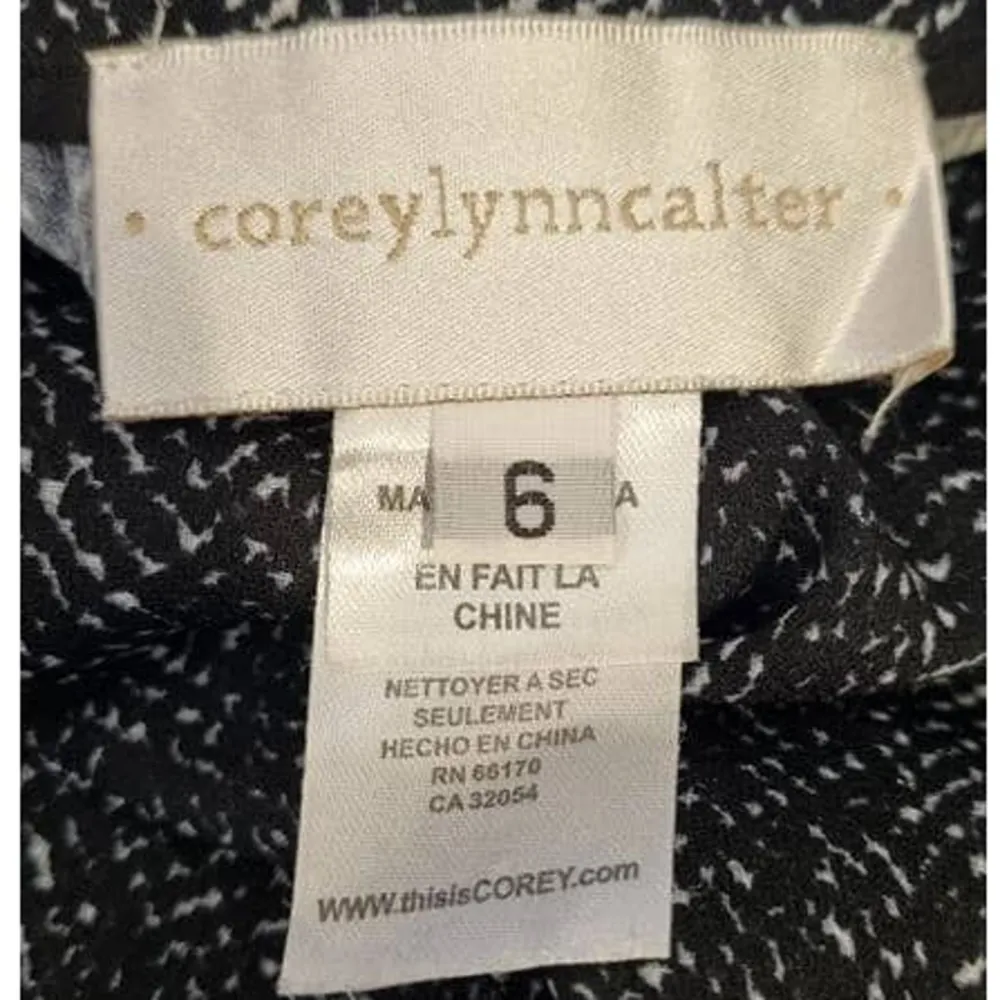 • coreylynncalter •
6
EN FAIT LA
CHINE
NETTOYER A SEC
SEULEMENT
HECHO EN CHINA
RN 66170
CA 32054
WWW.thisisCOREY.com